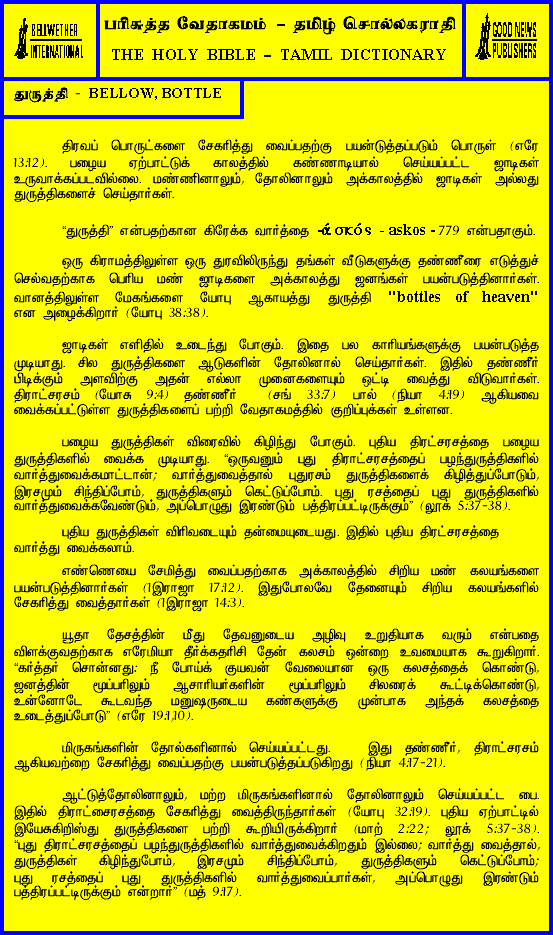 BELLWETHER
INTERNATIONAL
பரிசுத்த வேதாகமம் – தமிழ் சொல்லகராதி
THE HOLY BIBLE – TAMIL DICTIONARY
GOOD NEWS
PUBLISHERS
துருத்தி - BELLOW, BOTTLE
திரவப் பொருட்களை சேகரித்து வைப்பதற்கு பயன்டுத்தப்படும் பொருள் (எரே
13:12). பழைய ஏற்பாட்டுக் காலத்தில் கண்ணாடியால் செய்யப்பட்ட ஜாடிகள்
உருவாக்கப்படவில்லை. மண்ணினாலும், தோலினாலும் அக்காலத்தில் ஜாடிகள் அல்லது
துருத்திகளைச் செய்தார்கள்.
“துருத்தி” என்பதற்கான கிரேக்க வார்த்தை -άσκός - askos - 779 என்பதாகும்.
ஒரு கிராமத்திலுள்ள ஒரு துரவிலிருந்து தங்கள் வீடுகளுக்கு தண்ணீரை எடுத்துச்
செல்வதற்காக பெரிய மண் ஜாடிகளை அக்காலத்து ஜனங்கள் பயன்படுத்தினார்கள்.
வானத்திலுள்ள மேகங்களை யோபு ஆகாயத்து துருத்தி "bottles of heaven"
என அழைக்கிறார் (யோபு 38:38).
ஜாடிகள் எளிதில் உடைந்து போகும். இதை பல காரியங்களுக்கு பயன்படுத்த
முடியாது. சில துருத்திகளை ஆடுகளின் தோலினால் செய்தார்கள். இதில் தண்ணீர்
பிடிக்கும் அளவிற்கு அதன் எல்லா முனைகளையும் ஒட்டி வைத்து விடுவார்கள்.
திராட்சரசம் (யோசு 9:4) தண்ணீர் (சங் 33:7) பால் (நியா 4:19) ஆகியவை
வைக்கப்பட்டுள்ள துருத்திகளைப் பற்றி வேதாகமத்தில் குறிப்புக்கள் உள்ளன.
பழைய துருத்திகள் விரைவில் கிழிந்து போகும். புதிய திரட்சரசத்தை பழைய
துருத்திகளில் வைக்க முடியாது. “ஒருவனும் புது திராட்சரசத்தைப் பழந்துருத்திகளில்
வார்த்துவைக்கமாட்டான்; வார்த்துவைத்தால் புதுரசம் துருத்திகளைக் கிழித்துப்போடும்,
இரசமும் சிந்திப்போம், துருத்திகளும் கெட்டுப்போம். புது ரசத்தைப் புது துருத்திகளில்
வார்த்துவைக்கவேண்டும், அப்பொழுது இரண்டும் பத்திரப்பட்டிருக்கும்” (லூக் 5:37-38).
புதிய துருத்திகள் விரிவடையும் தன்மையுடையது. இதில் புதிய திரட்சரசத்தை
வார்த்து வைக்கலாம்.
எண்ணெயை சேமித்து வைப்பதற்காக அக்காலத்தில் சிறிய மண் கலயங்களை
பயன்படுத்தினார்கள் (1இராஜா 17:12). இதுபோலவே தேனையும் சிறிய கலயங்களில்
சேகரித்து வைத்தார்கள் (1இராஜா 14:3).
யூதா தேசத்தின் மீது தேவனுடைய அழிவு உறுதியாக வரும் என்பதை
விளக்குவதற்காக எரேமியா தீர்க்கதரிசி தேன் கலசம் ஒன்றை உவமையாக கூறுகிறார்.
“கர்த்தர் சொன்னது: நீ போய்க் குயவன் வேலையான ஒரு கலசத்தைக் கொண்டு,
ஜனத்தின் மூப்பரிலும் ஆசாரியர்களின் மூப்பரிலும் சிலரைக் கூட்டிக்கொண்டு,
உன்னோடே கூடவந்த மனுஷருடைய கண்களுக்கு முன்பாக அந்தக் கலசத்தை
உடைத்துப்போடு” (எரே 19:1,10).
மிருகங்களின் தோல்களினால் செய்யப்பட்டது. இது தண்ணீர், திராட்சரசம்
ஆகியவற்றை சேகரித்து வைப்பதற்கு பயன்படுத்தப்படுகிறது (நியா 4:17-21).
ஆட்டுத்தோலினாலும், மற்ற மிருகங்களினால் தோலினாலும் செய்யப்பட்ட பை.
இதில் திராட்சைரசத்தை சேகரித்து வைத்திருந்தார்கள் (யோபு 32:19). புதிய ஏற்பாட்டில்
இயேசுகிறிஸ்து துருத்திகளை பற்றி கூறியிருக்கிறார் (மாற் 2:22; லூக் 5:37-38).
“புது திராட்சரசத்தைப் பழந்துருத்திகளில் வார்த்துவைக்கிறதும் இல்லை; வார்த்து வைத்தால்,
துருத்திகள் கிழிந்துபோம், இரசமும் சிந்திப்போம், துருத்திகளும் கெட்டுப்போம்;
புது ரசத்தைப் புது துருத்திகளில் வார்த்துவைப்பார்கள், அப்பொழுது இரண்டும்
பத்திரப்பட்டிருக்கும் என்றார்” (மத் 9:17).